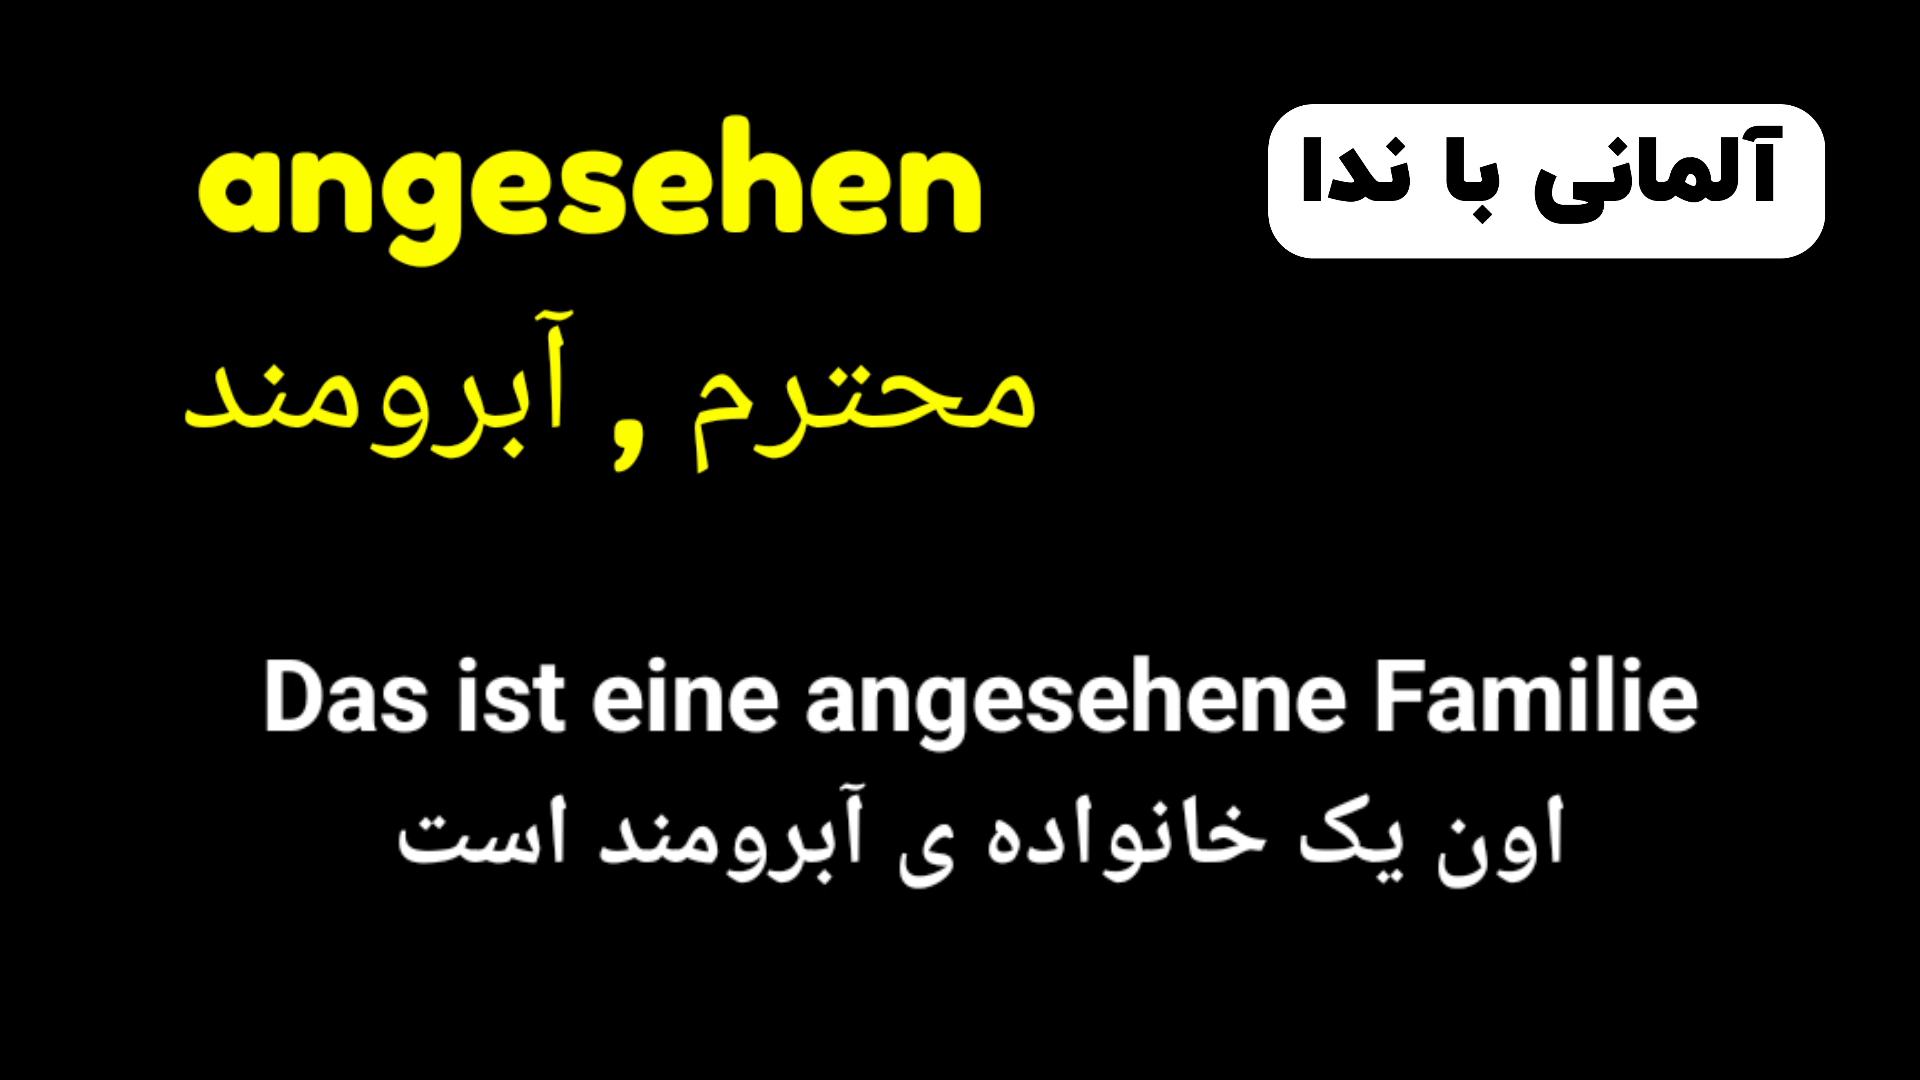 angesehen
آلمانی با ندا
محترم , آبرومند
Das ist eine angesehene Familie
اون یک خانواده ی آبرومند است